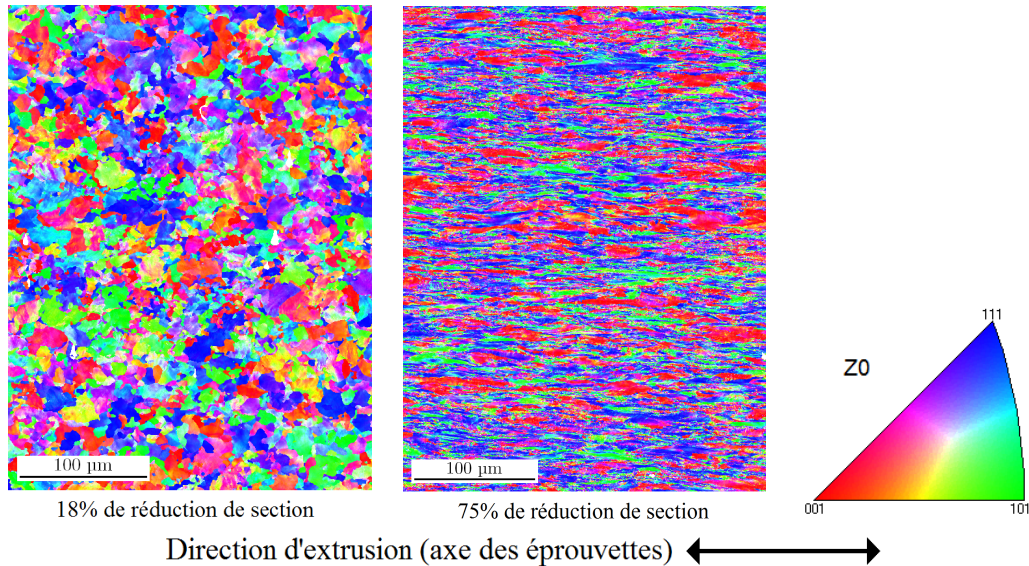 111
Z0
100 µm
100 µm
001
101
18% de réduction de section
75% de réduction de section
Direction d'extrusion (axe des éprouvettes)